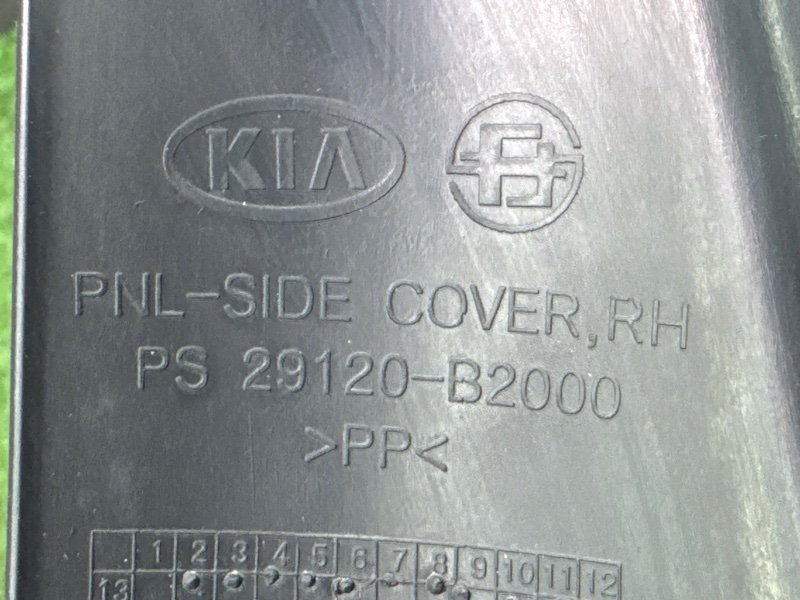 KIA
PNL-SIDE COVER,RH
PS 29120-B2000
>PP<
1 2 3 4 5 6 7 8 9 10 11 12
13